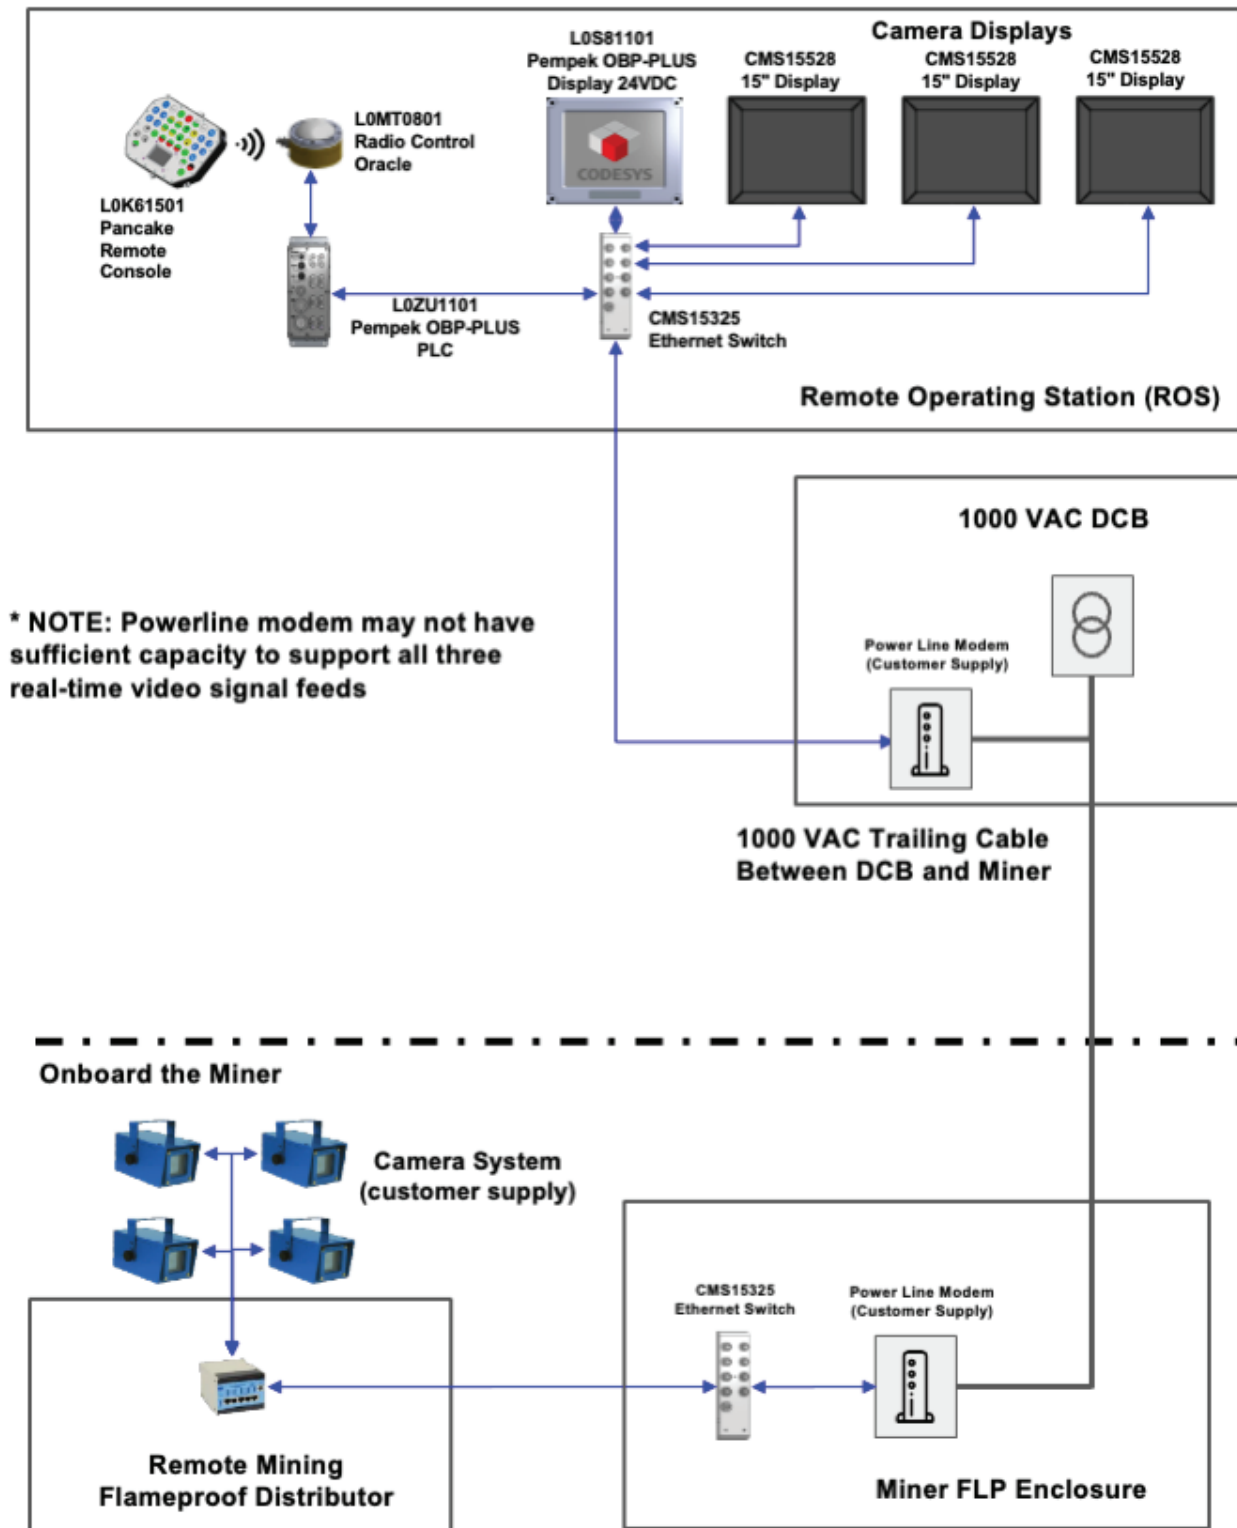 Camera Displays
L0S81101
Pempek OBP-PLUS
Display 24VDC
CMS15528
15" Display
CMS15528
15" Display
CMS15528
15" Display
L0MT0801
Radio Control
Oracle
CODESYS
L0K61501
Pancake
Remote
Console
L0ZU1101
Pempek OBP-PLUS
PLC
CMS15325
Ethernet Switch
Remote Operating Station (ROS)
1000 VAC DCB
* NOTE: Powerline modem may not have
sufficient capacity to support all three
real-time video signal feeds
Power Line Modem
(Customer Supply)
1000 VAC Trailing Cable
Between DCB and Miner
Onboard the Miner
Camera System
(customer supply)
CMS15325
Ethernet Switch
Power Line Modem
(Customer Supply)
Remote Mining
Flameproof Distributor
Miner FLP Enclosure